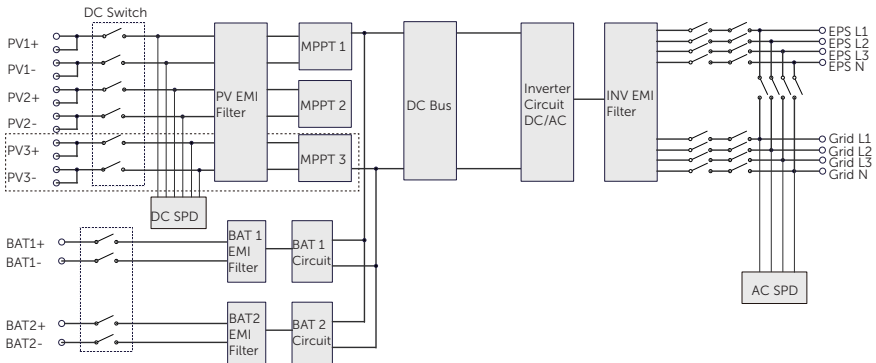 DC Switch
PV1+
PV1-
PV2+
PV2-
PV3+
PV3-
PV EMI
Filter
MPPT 1
MPPT 2
MPPT 3
DC SPD
DC Bus
Inverter
Circuit
DC/AC
INV EMI
Filter
EPS L1
EPS L2
EPS L3
EPS N
Grid L1
Grid L2
Grid L3
Grid N
AC SPD
BAT1+
BAT1-
BAT 1
EMI
Filter
BAT 1
Circuit
BAT2+
BAT2-
BAT2
EMI
Filter
BAT 2
Circuit